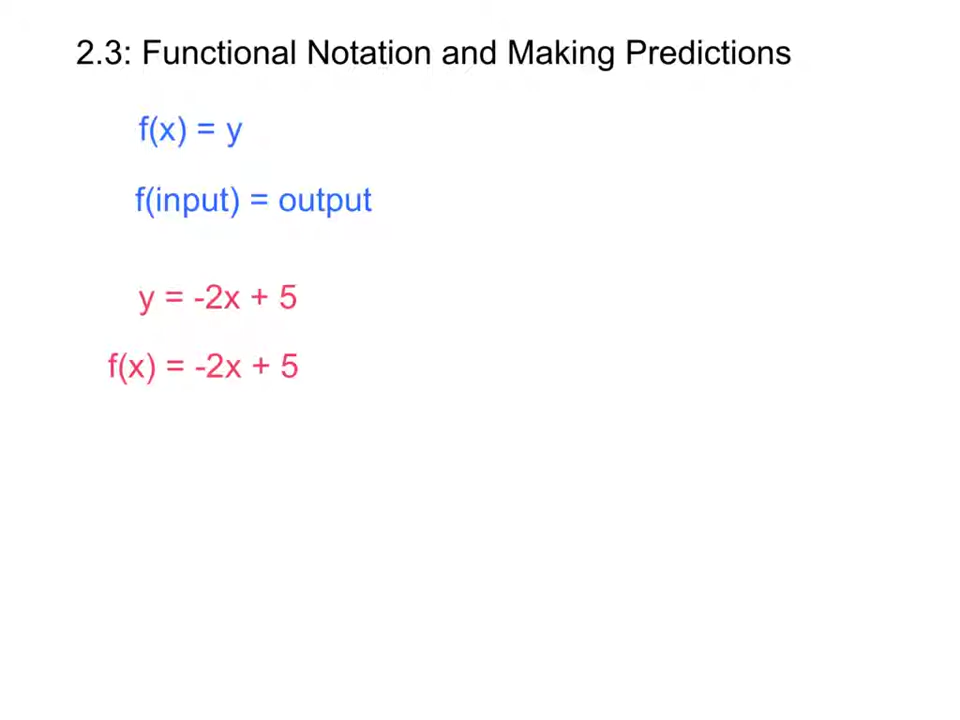 2.3: Functional Notation and Making Predictions
f(x) = y
f(input) = output
y = -2x + 5
f(x) = -2x + 5